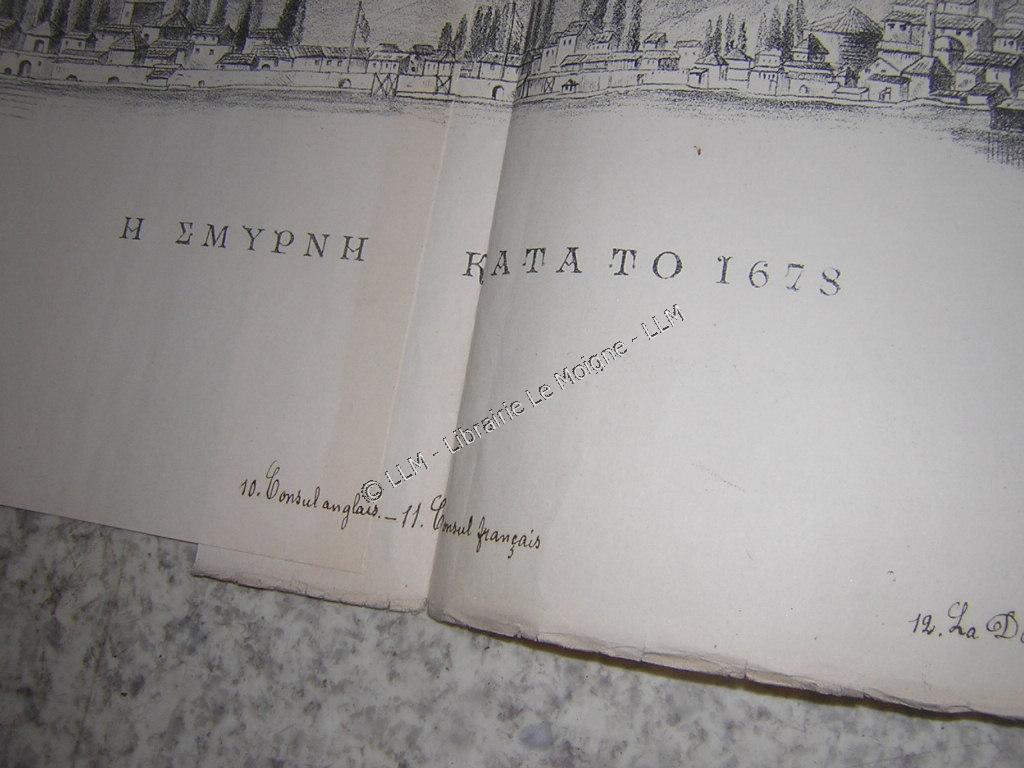 Η ΣΜΥΡΝΗ ΚΑΤΑ ΤΟ 1678
© LLM - Librairie Le Moigne - LLM
10. Consul anglais. – 11. Consul français
12. La